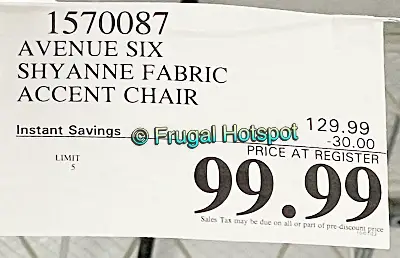 1570087
AVENUE SIX
SHYANNE FABRIC
ACCENT CHAIR
Instant Savings
129.99
-30.00
© Frugal Hotspot
PRICE AT REGISTER
LIMIT
5
99.99
Sales Tax may be due on all or part of pre-discount price